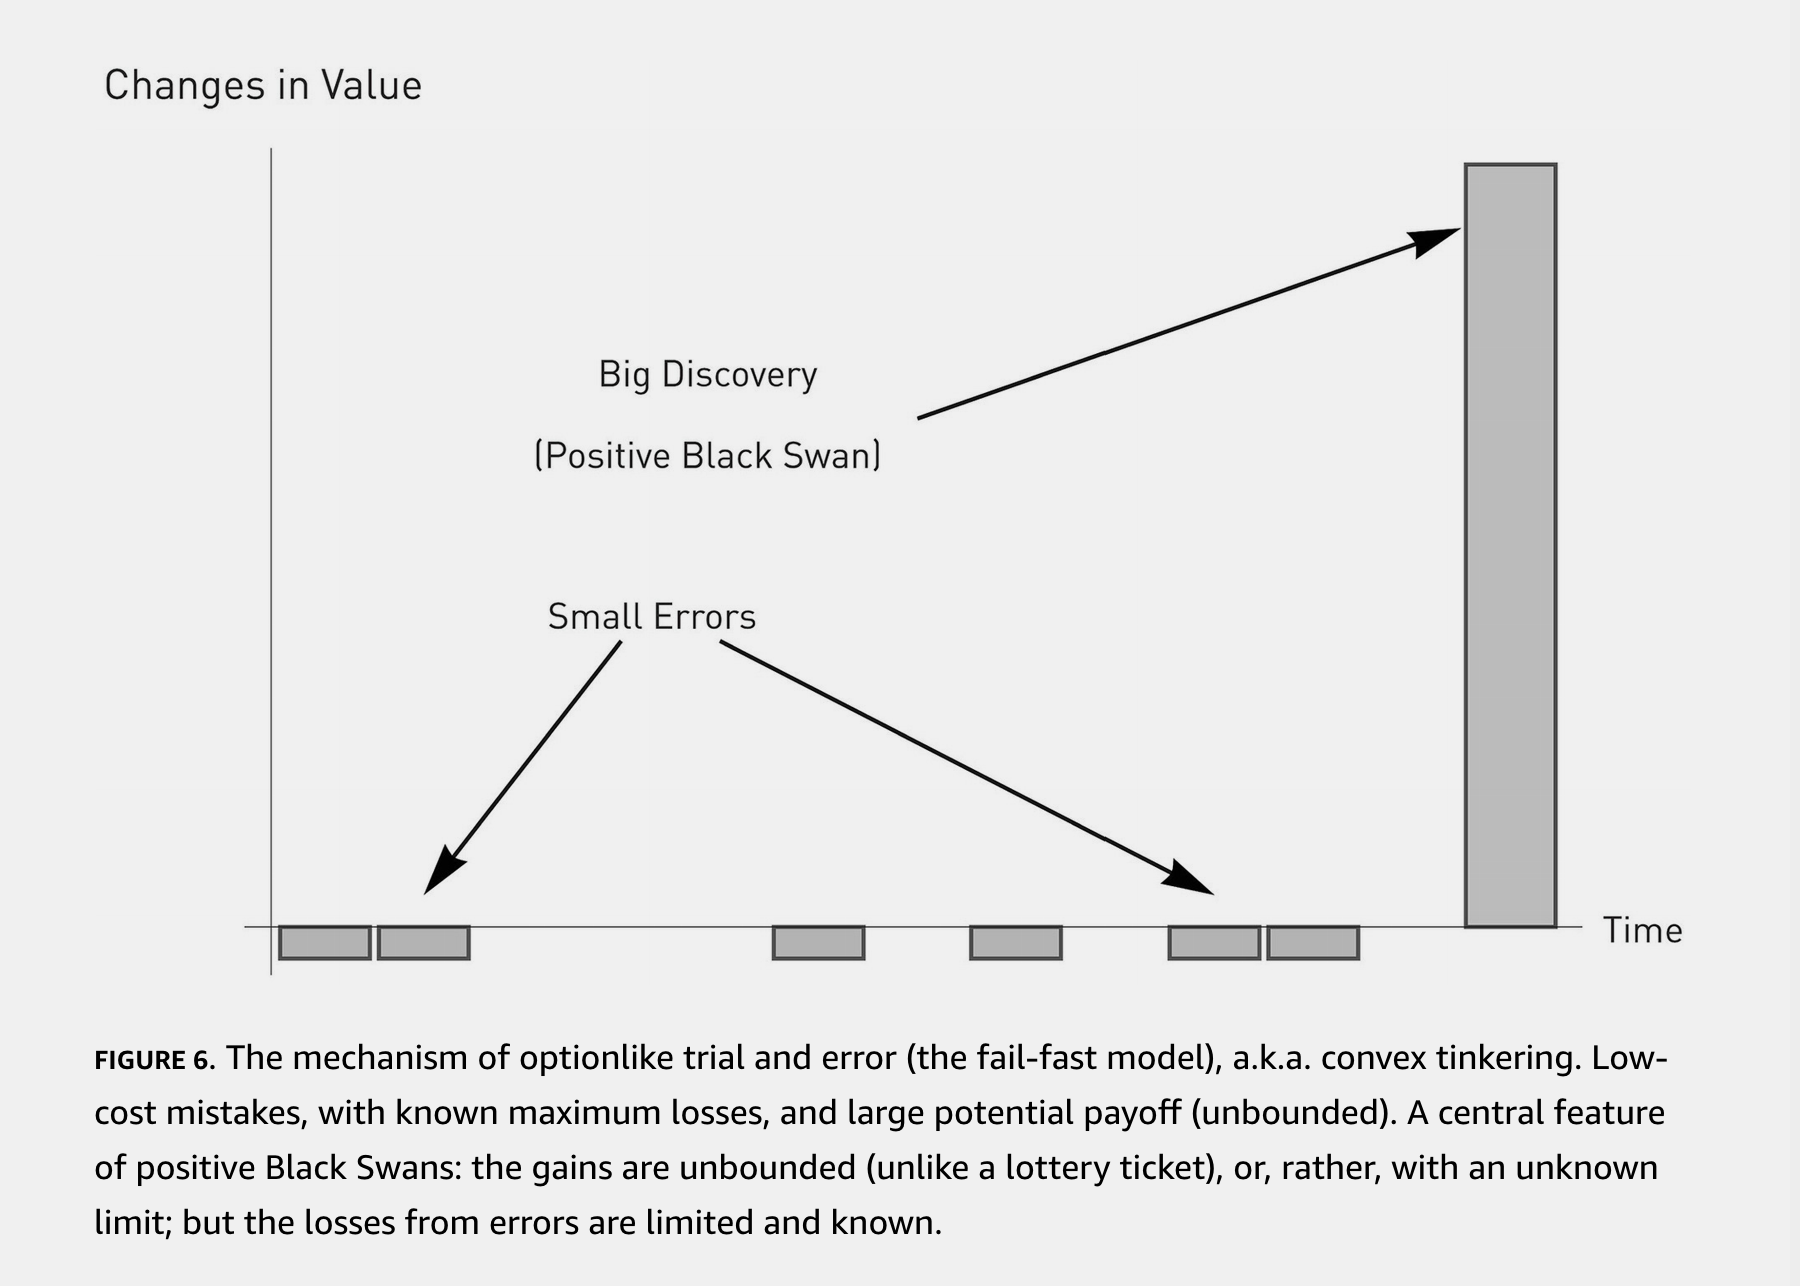 Changes in Value
Big Discovery
(Positive Black Swan)
Small Errors
Time
FIGURE 6. The mechanism of optionlike trial and error (the fail-fast model), a.k.a. convex tinkering. Low-
cost mistakes, with known maximum losses, and large potential payoff (unbounded). A central feature
of positive Black Swans: the gains are unbounded (unlike a lottery ticket), or, rather, with an unknown
limit; but the losses from errors are limited and known.